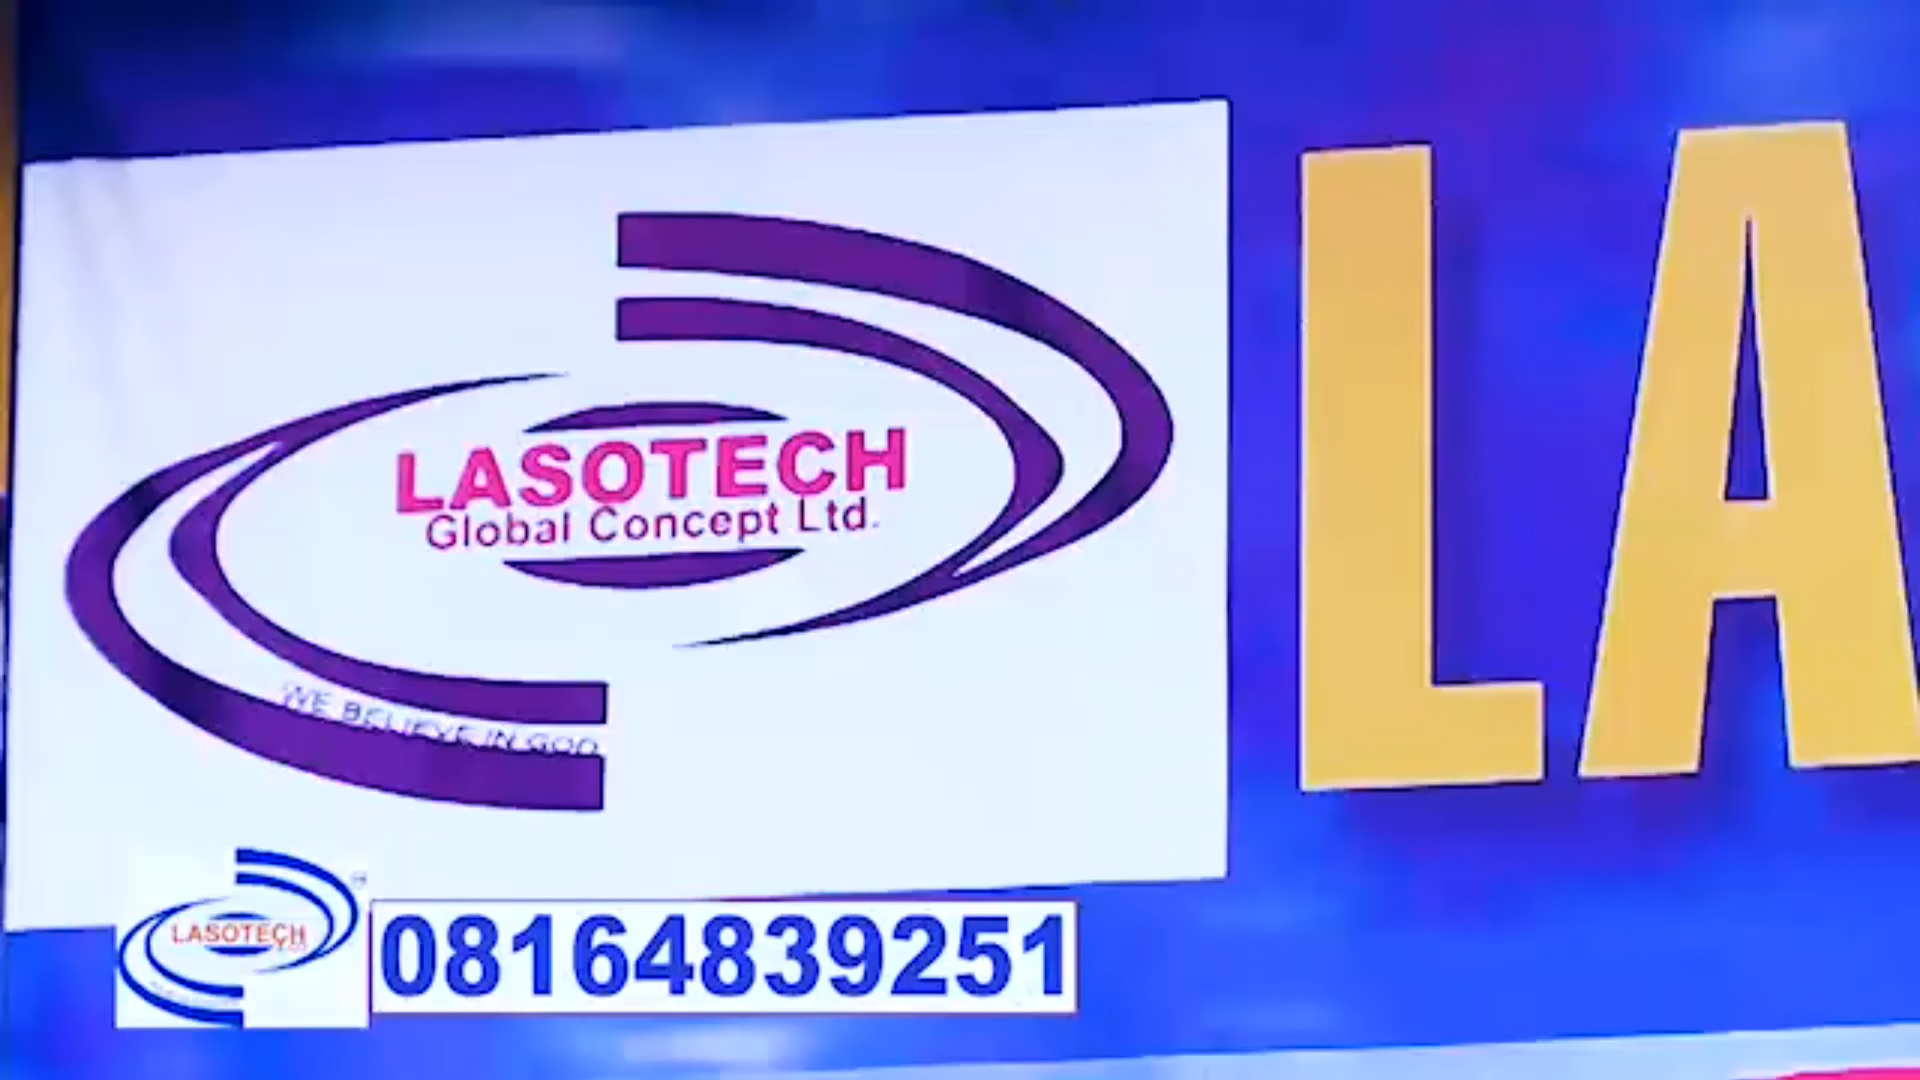 LASOTECH
Global Concept Ltd.
WE BELIEVE IN GOD
LA
LASOTECH
08164839251